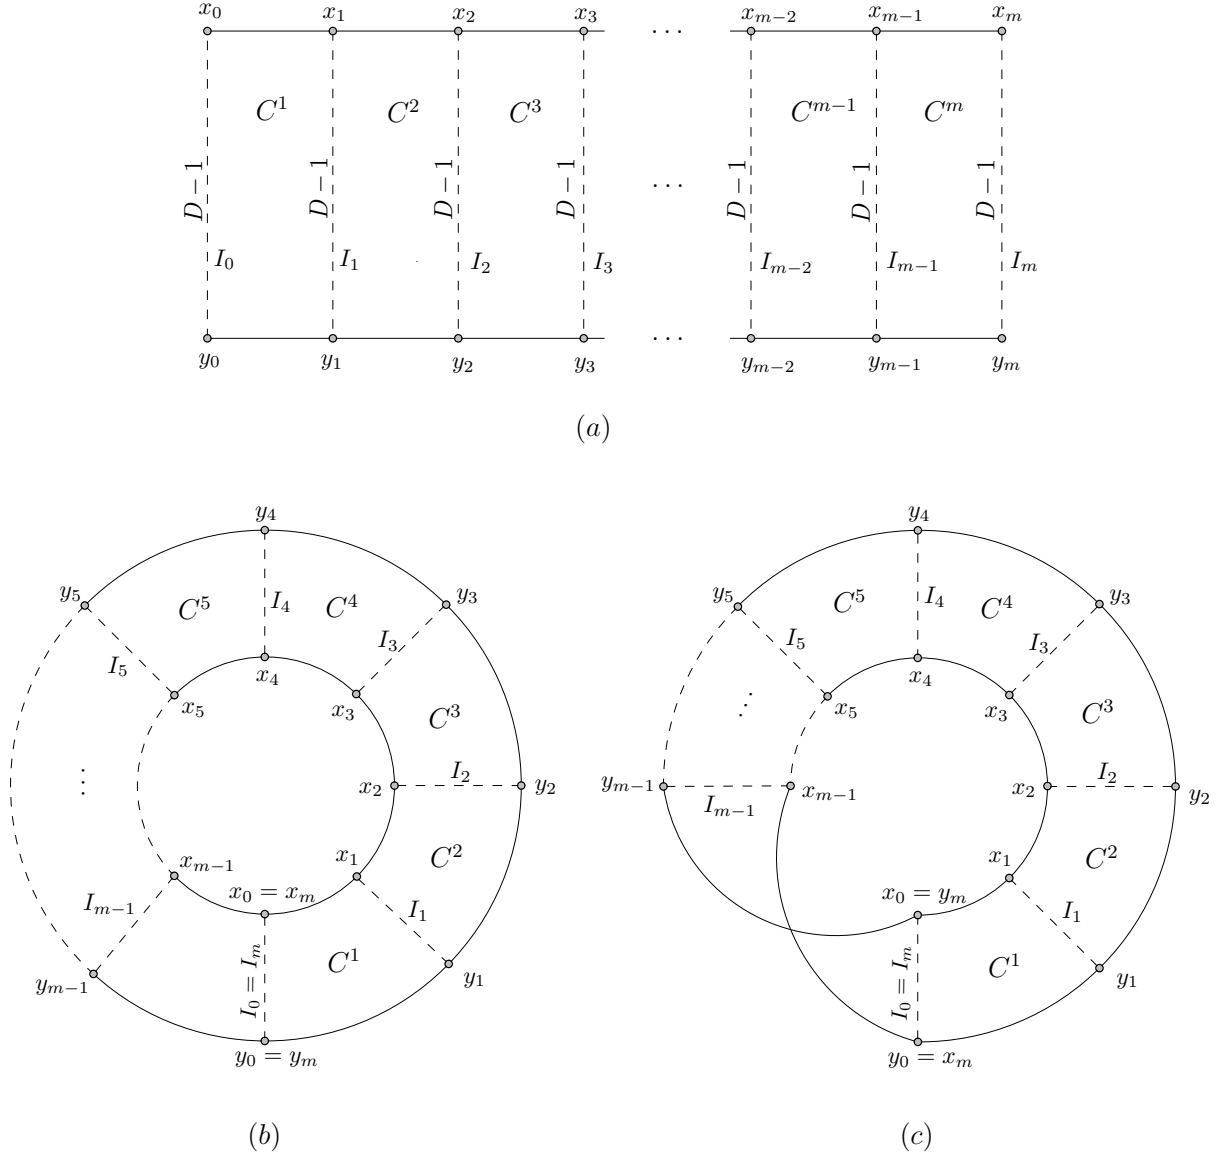 x₀ x₁ x₂ x₃ ⋯ xₘ₋₂ xₘ₋₁ xₘ
C¹ C² C³ Cᵐ⁻¹ Cᵐ
D − 1 D − 1 D − 1 D − 1 ⋯ D − 1 D − 1 D − 1
I₀ I₁ I₂ I₃ Iₘ₋₂ Iₘ₋₁ Iₘ
y₀ y₁ y₂ y₃ ⋯ yₘ₋₂ yₘ₋₁ yₘ
(a)
y₄
y₅ C⁵ I₄ C⁴ y₃
I₅ I₃
x₅ x₄ x₃ C³
⋮ x₂ I₂ y₂
xₘ₋₁ x₁ C²
Iₘ₋₁ x₀ = xₘ I₁
yₘ₋₁ I₀ = Iₘ C¹ y₁
y₀ = yₘ
(b)
y₄
y₅ C⁵ I₄ C⁴ y₃
I₅ I₃
⋰ x₅ x₄ x₃ C³
yₘ₋₁ Iₘ₋₁ xₘ₋₁ x₂ I₂ y₂
x₁ C²
x₀ = yₘ I₁
I₀ = Iₘ C¹ y₁
y₀ = xₘ
(c)